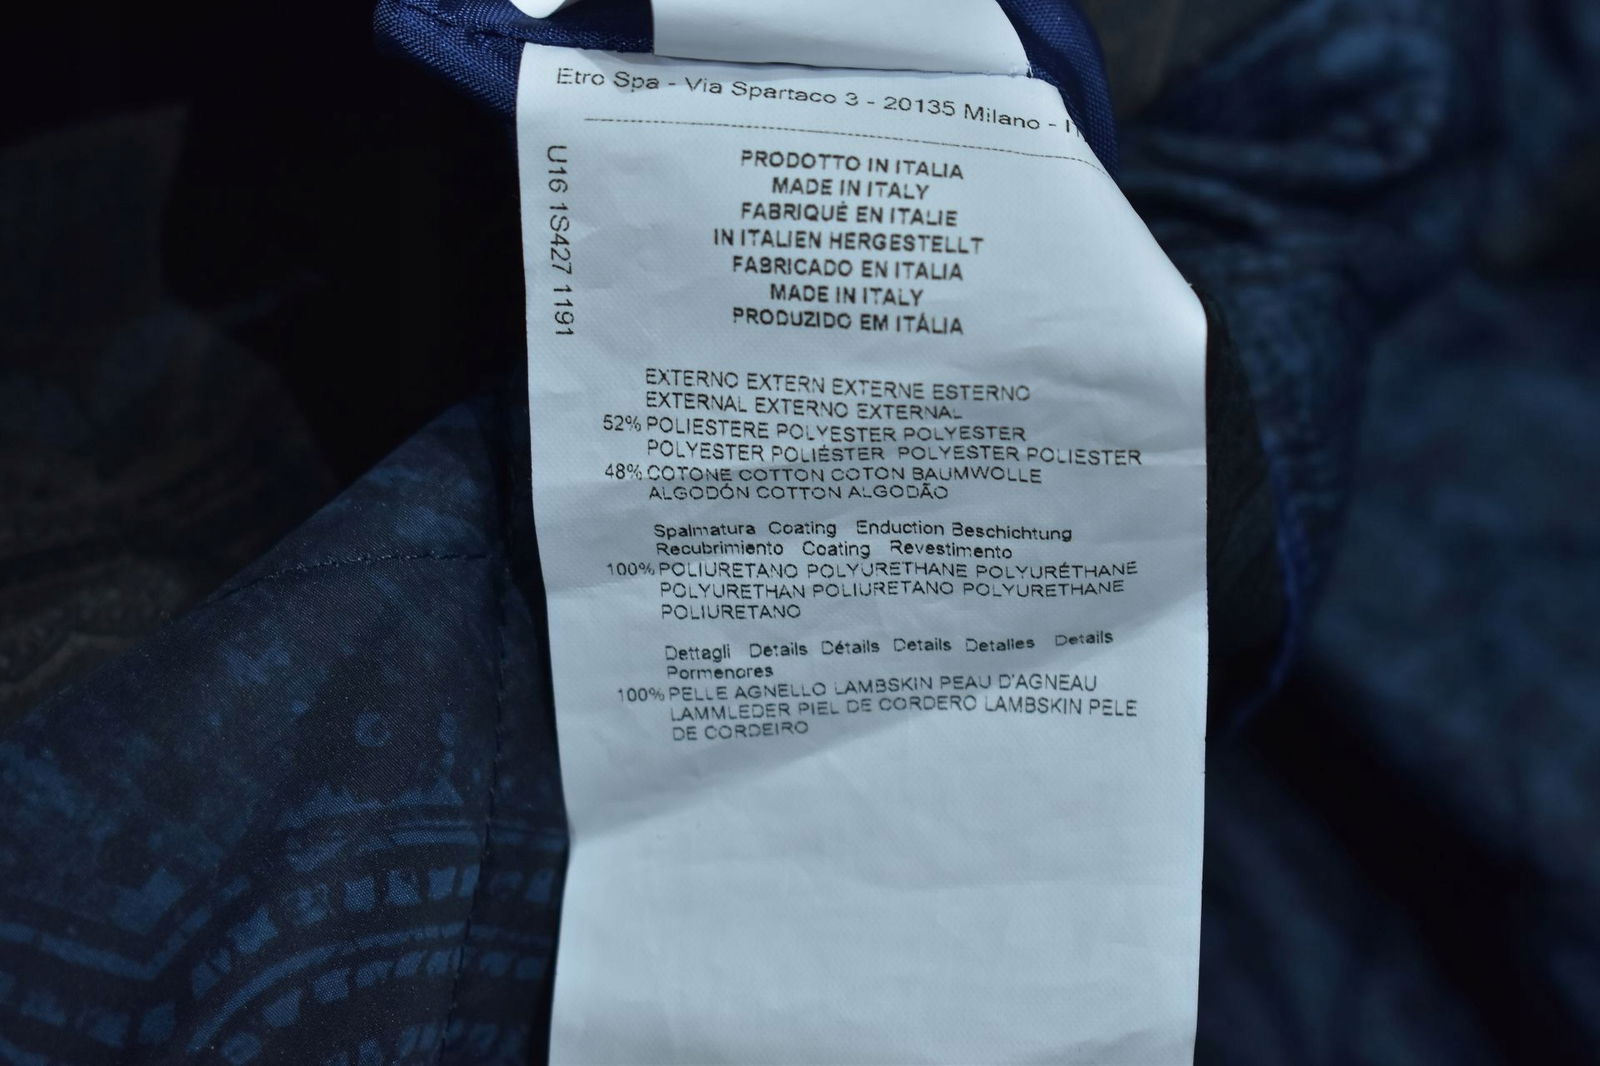 Etro Spa - Via Spartaco 3 - 20135 Milano -
U16 1S427 1191
PRODOTTO IN ITALIA
MADE IN ITALY
FABRIQUÉ EN ITALIE
IN ITALIEN HERGESTELLT
FABRICADO EN ITALIA
MADE IN ITALY
PRODUZIDO EM ITÁLIA
EXTERNO EXTERN EXTERNE ESTERNO
EXTERNAL EXTERNO EXTERNAL
52% POLIESTERE POLYESTER POLYESTER
POLYESTER POLIÉSTER POLYESTER POLIESTER
48% COTONE COTTON COTON BAUMWOLLE
ALGODÓN COTTON ALGODÃO
Spalmatura Coating Enduction Beschichtung
Recubrimiento Coating Revestimento
100% POLIURETANO POLYURETHANE POLYURÉTHANE
POLYURETHAN POLIURETANO POLYURETHANE
POLIURETANO
Dettagli Details Détails Details Detalles Details
Pormenores
100% PELLE AGNELLO LAMBSKIN PEAU D'AGNEAU
LAMMLEDER PIEL DE CORDERO LAMBSKIN PELE
DE CORDEIRO